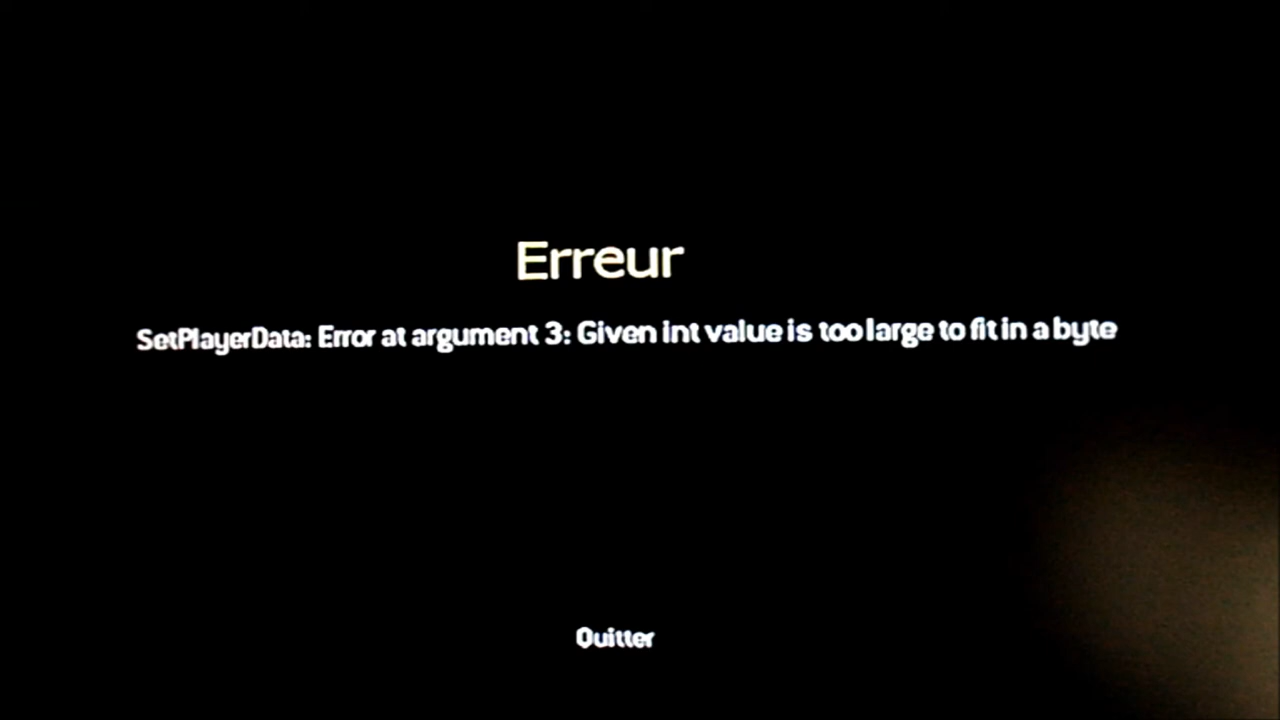 Erreur
SetPlayerData: Error at argument 3: Given int value is too large to fit in a byte
Quitter